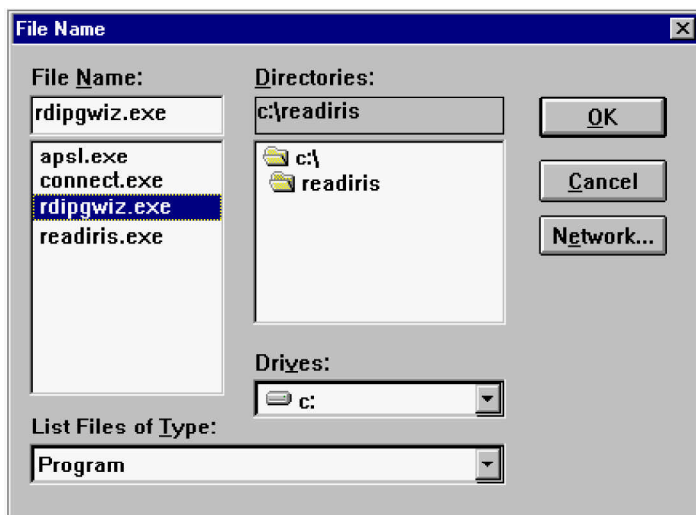 File Name
File Name:
rdipgwiz.exe
apsl.exe
connect.exe
rdipgwiz.exe
readiris.exe
List Files of Type:
Program
Directories:
c:\readiris
c:\
readiris
Drives:
c:
OK
Cancel
Network...